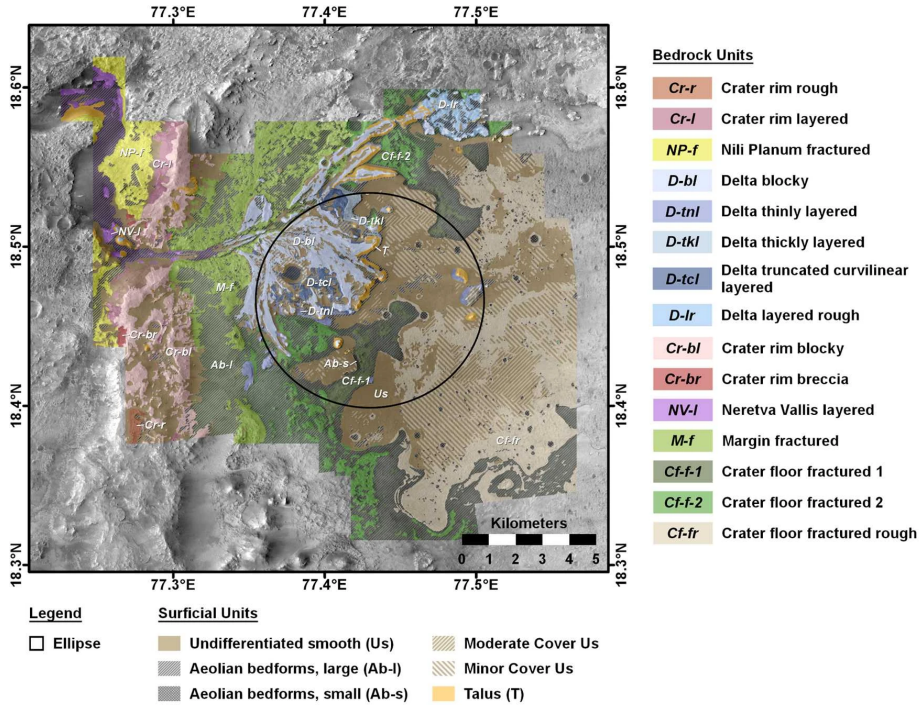 77.3°E 77.4°E 77.5°E
18.6°N 18.6°N
18.5°N 18.5°N
18.4°N 18.4°N
18.3°N 18.3°N
77.3°E 77.4°E 77.5°E
D-lr
NP-f
Cr-l
Cf-f-2
D-tkl
NV-l
D-bl
T
D-tcl
M-f
D-tnl
Cr-br
Cr-bl
Ab-l
Ab-s
Cf-f-1
Us
Cr-r
Cf-fr
Kilometers
0 1 2 3 4 5
Bedrock Units
Cr-r Crater rim rough
Cr-l Crater rim layered
NP-f Nili Planum fractured
D-bl Delta blocky
D-tnl Delta thinly layered
D-tkl Delta thickly layered
D-tcl Delta truncated curvilinear
layered
D-lr Delta layered rough
Cr-bl Crater rim blocky
Cr-br Crater rim breccia
NV-l Neretva Vallis layered
M-f Margin fractured
Cf-f-1 Crater floor fractured 1
Cf-f-2 Crater floor fractured 2
Cf-fr Crater floor fractured rough
Legend
Ellipse
Surficial Units
Undifferentiated smooth (Us)
Aeolian bedforms, large (Ab-l)
Aeolian bedforms, small (Ab-s)
Moderate Cover Us
Minor Cover Us
Talus (T)